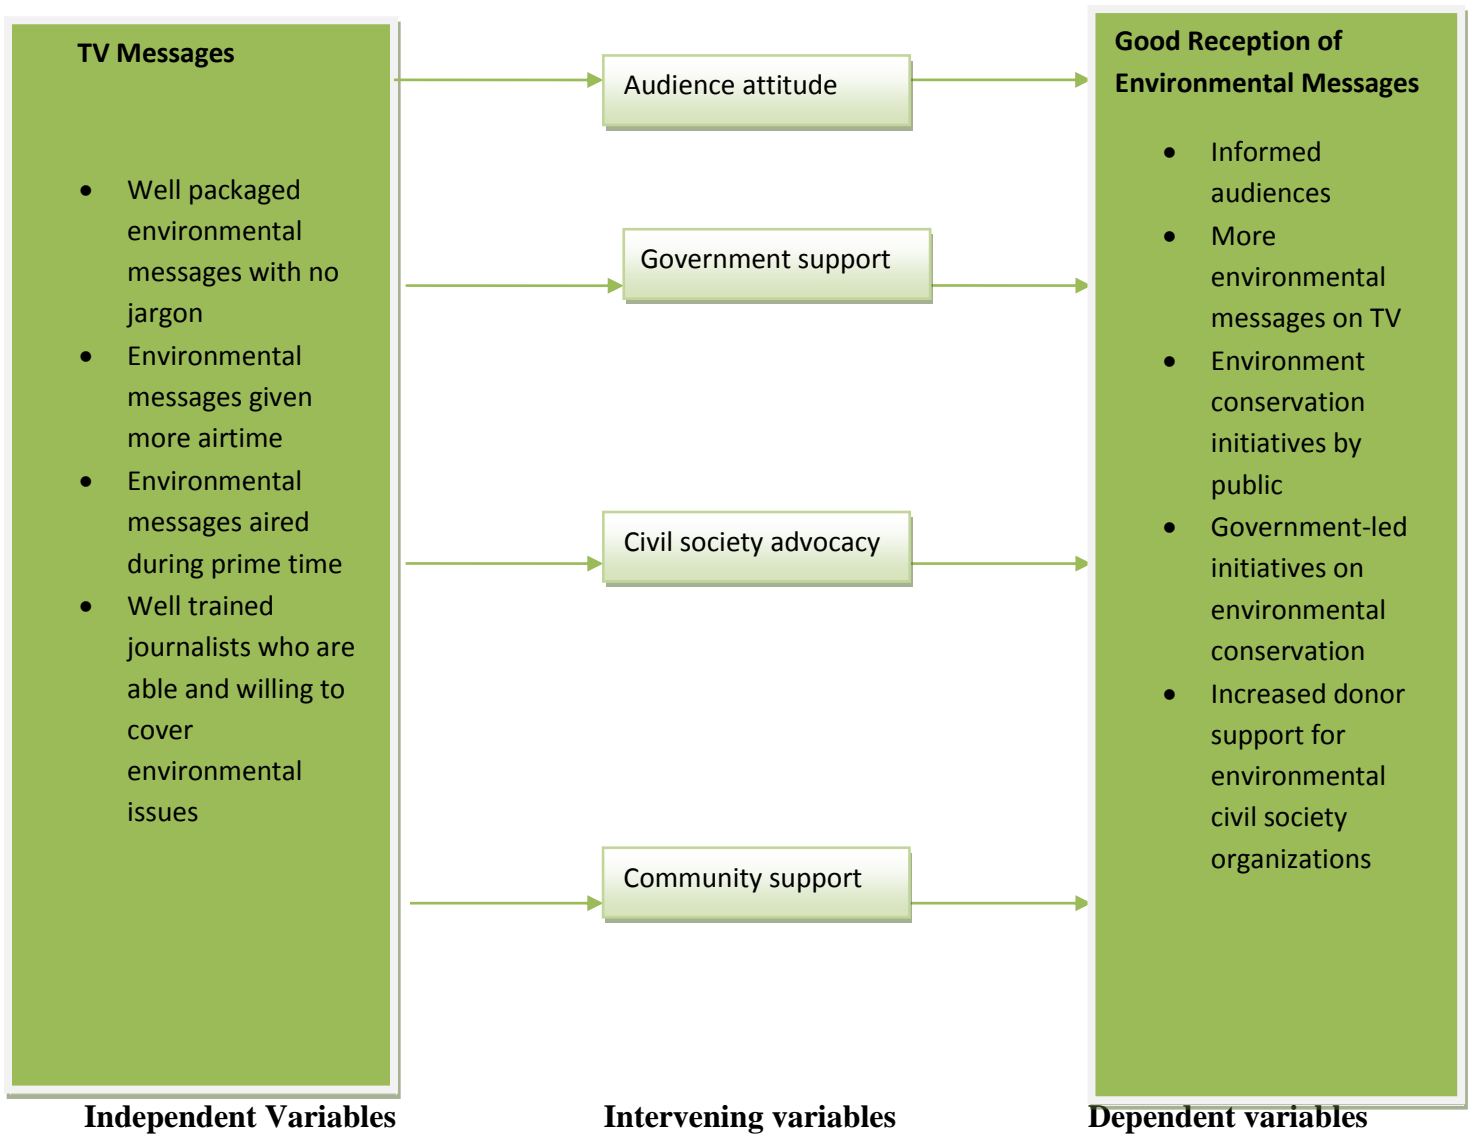 TV Messages
• Well packaged
environmental
messages with no
jargon
• Environmental
messages given
more airtime
• Environmental
messages aired
during prime time
• Well trained
journalists who are
able and willing to
cover
environmental
issues
Audience attitude
Government support
Civil society advocacy
Community support
Good Reception of
Environmental Messages
• Informed
audiences
• More
environmental
messages on TV
• Environment
conservation
initiatives by
public
• Government-led
initiatives on
environmental
conservation
• Increased donor
support for
environmental
civil society
organizations
Independent Variables
Intervening variables
Dependent variables